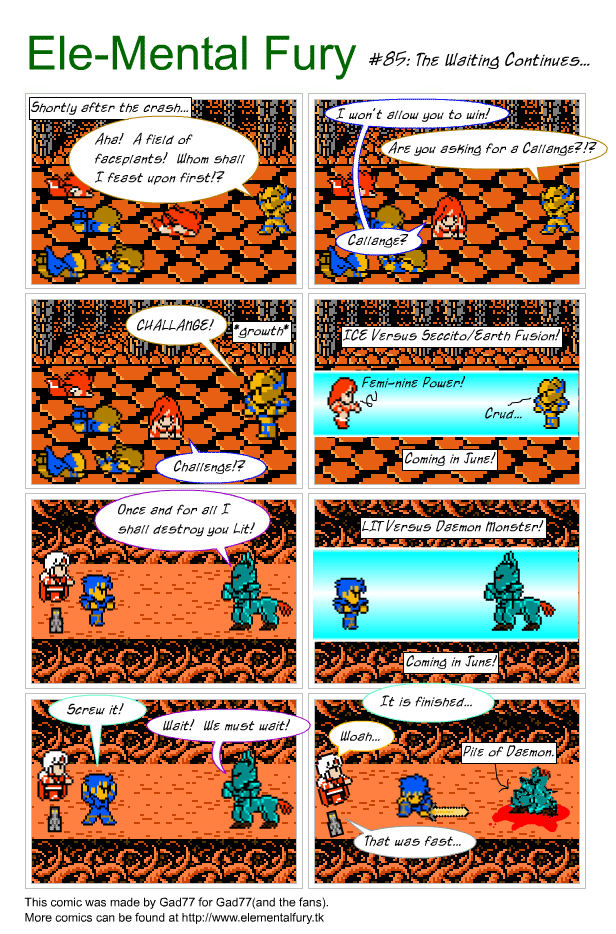 Ele-Mental Fury
#85: The Waiting Continues...
Shortly after the crash...
Aha! A field of
faceplants! Whom shall
I feast upon first!?
I won't allow you to win!
Are you asking for a Callange?!?
Callange?
CHALLANGE!
*growth*
Challenge!?
ICE Versus Seccito/Earth Fusion!
Femi-nine Power!
Crud...
Coming in June!
Once and for all I
shall destroy you Lit!
LIT Versus Daemon Monster!
Coming in June!
Screw it!
Wait! We must wait!
It is finished...
Woah...
Pile of Daemon.
That was fast...
This comic was made by Gad77 for Gad77(and the fans).
More comics can be found at http://www.elementalfury.tk